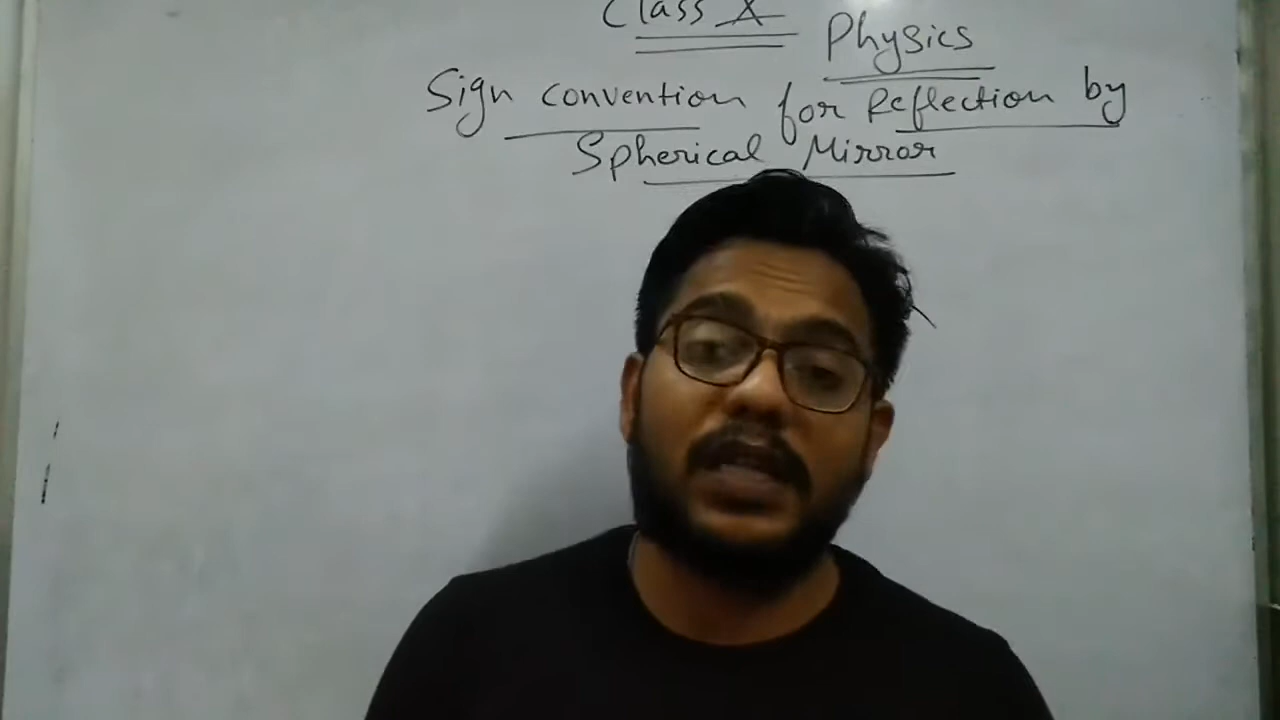 Class X
Physics
Sign convention for Reflection by
Spherical Mirror